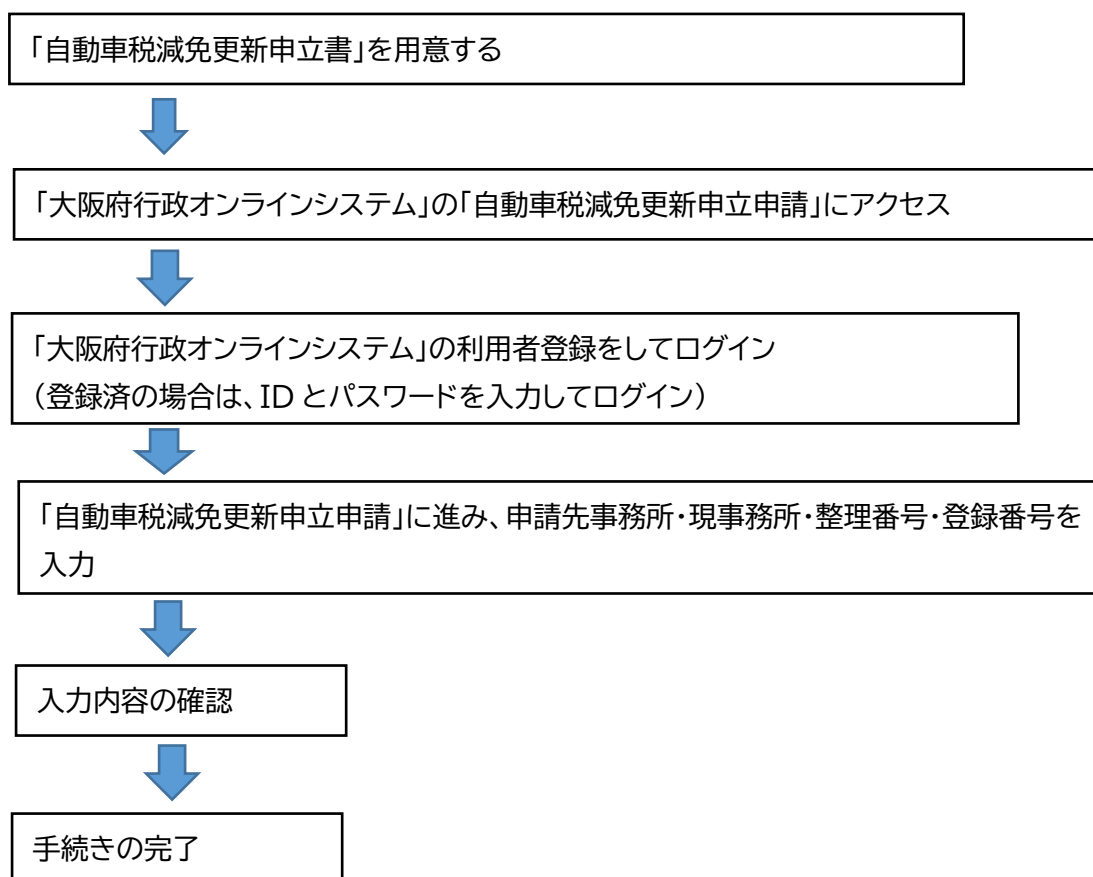 「自動車税減免更新申立書」を用意する
「大阪府行政オンラインシステム」の「自動車税減免更新申立申請」にアクセス
「大阪府行政オンラインシステム」の利用者登録をしてログイン
（登録済の場合は、IDとパスワードを入力してログイン）
「自動車税減免更新申立申請」に進み、申請先事務所・現事務所・整理番号・登録番号を
入力
入力内容の確認
手続きの完了